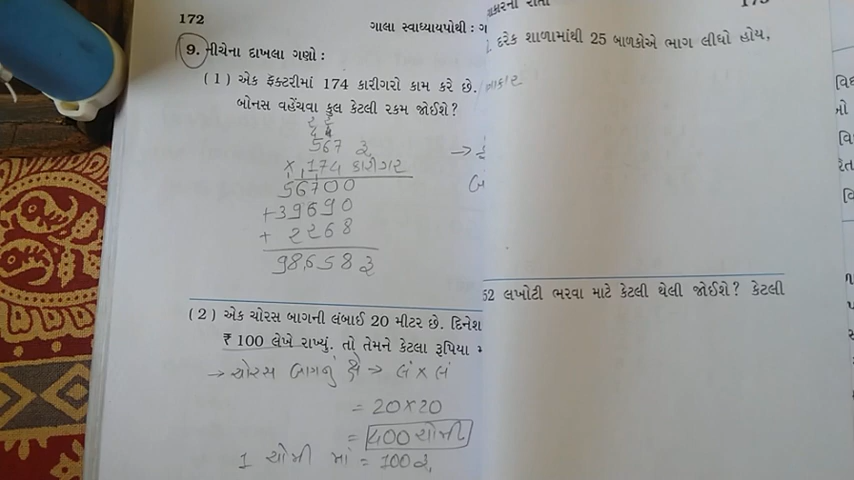 172
ગાલા સ્વાધ્યાયપોથી : ગ
9. નીચેના દાખલા ગણો :
(1) એક ફૅક્ટરીમાં 174 કારીગરો કામ કરે છે.
બોનસ વહેંચવા કુલ કેટલી રકમ જોઈશે?
567 રૂ
× 174 કારીગર
56700
+39690
+ 2268
98,658 રૂ
(2) એક ચોરસ બાગની લંબાઈ 20 મીટર છે. દિનેશ
₹ 100 લેખે રાખ્યું. તો તેમને કેટલા રૂપિયા
→ ચોરસ બાગનું ક્ષે → લં × લં
= 20×20
= 400 ચોમી
1 ચોમી માં = 100 રૂ.
દરેક શાળામાંથી 25 બાળકોએ ભાગ લીધો હોય,
52 લખોટી ભરવા માટે કેટલી થેલી જોઈશે? કેટલી